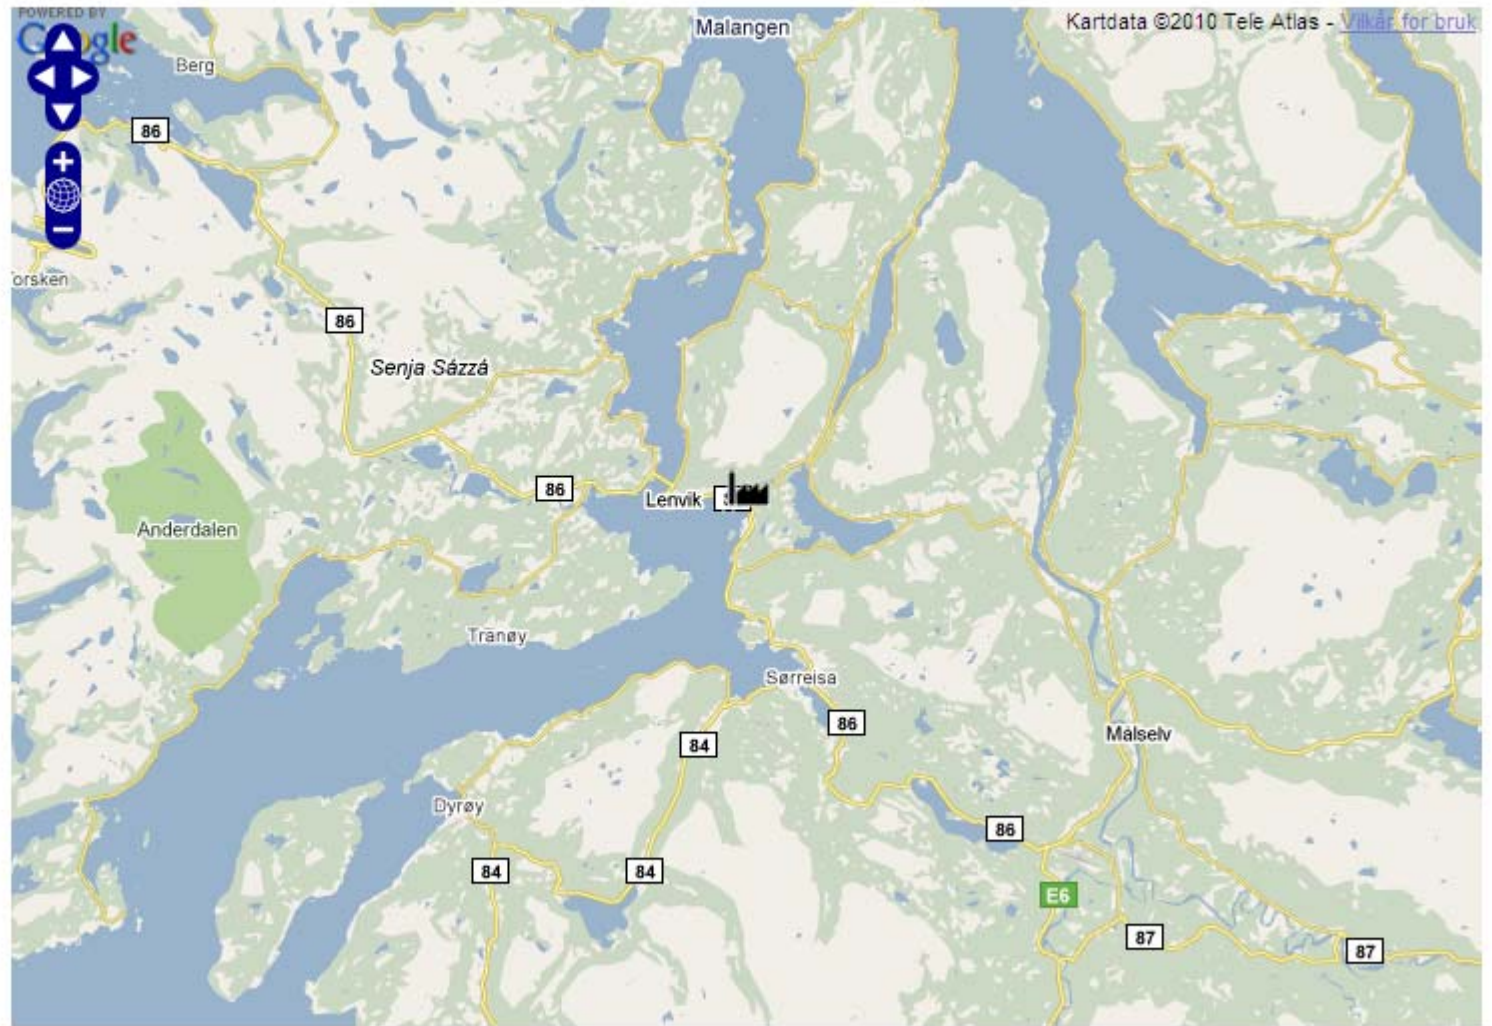 POWERED BY
Google
Malangen
Kartdata ©2010 Tele Atlas - Vilkår for bruk
Berg
86
orsken
86
Senja Sázzá
86
Lenvik
Anderdalen
Tranøy
Sørreisa
86
84
Målselv
Dyrøy
86
84
84
E6
87
87